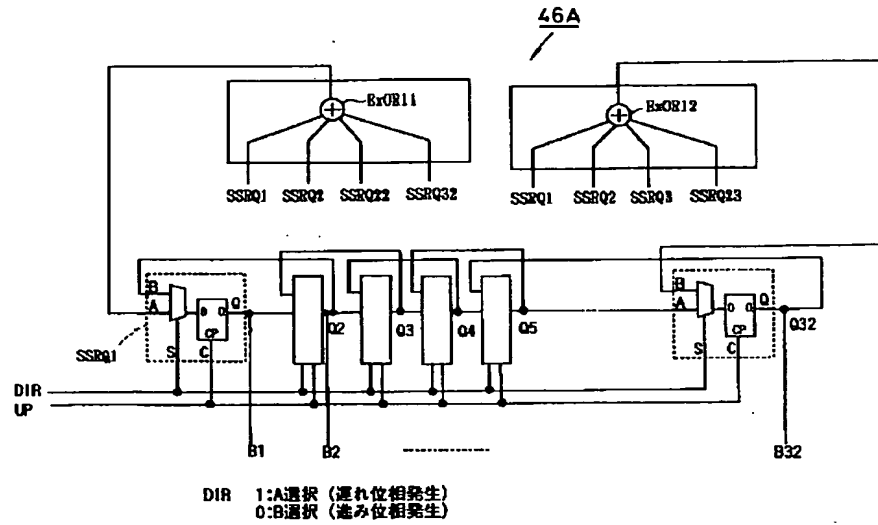 46A
ExOR11
ExOR12
SSRQ1 SSRQ2 SSRQ22 SSRQ32
SSRQ1 SSRQ2 SSRQ3 SSRQ23
B
A
D Q
CP
Q
S C
SSRQ1
Q2
Q3
Q4
Q5
B
A
D Q
CP
Q
S C
Q32
DIR
UP
B1
B2
B32
DIR 1:A選択 (遅れ位相発生)
0:B選択 (進み位相発生)